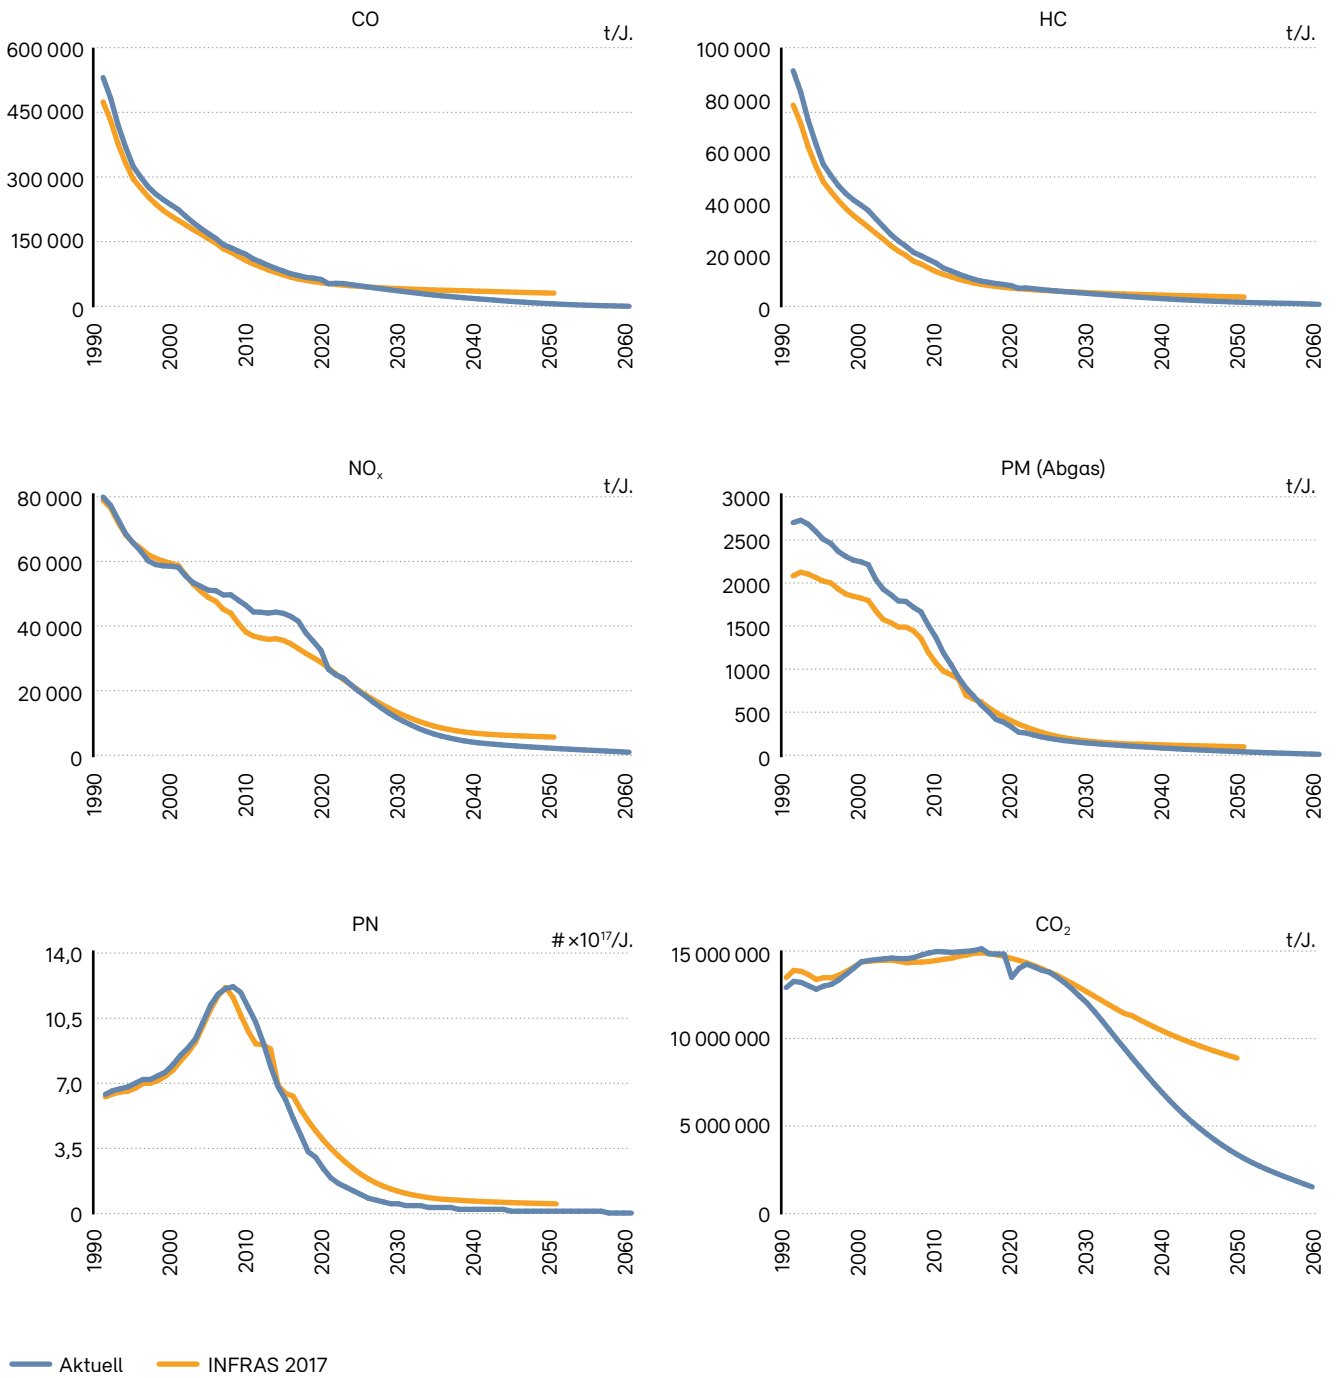 CO
t/J.
600 000
450 000
300 000
150 000
0
1990 2000 2010 2020 2030 2040 2050 2060
HC
t/J.
100 000
80 000
60 000
40 000
20 000
0
1990 2000 2010 2020 2030 2040 2050 2060
NOₓ
t/J.
80 000
60 000
40 000
20 000
0
1990 2000 2010 2020 2030 2040 2050 2060
PM (Abgas)
t/J.
3000
2500
2000
1500
1000
500
0
1990 2000 2010 2020 2030 2040 2050 2060
PN
# ×10¹⁷/J.
14,0
10,5
7,0
3,5
0
1990 2000 2010 2020 2030 2040 2050 2060
CO₂
t/J.
15 000 000
10 000 000
5 000 000
0
1990 2000 2010 2020 2030 2040 2050 2060
Aktuell INFRAS 2017